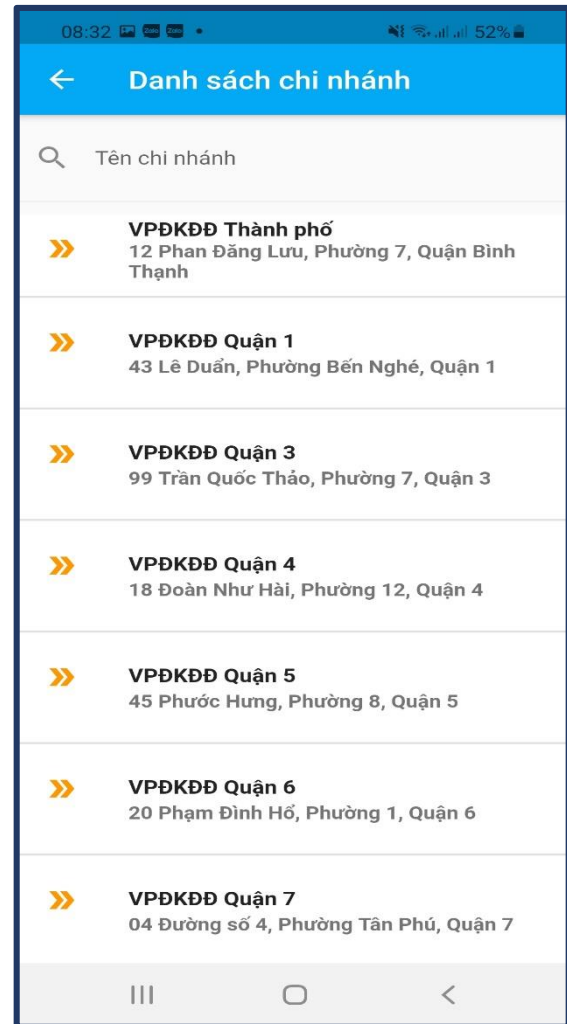 08:32 Zalo Zalo 52%
Danh sách chi nhánh
Tên chi nhánh
VPĐKĐĐ Thành phố
12 Phan Đăng Lưu, Phường 7, Quận Bình
Thạnh
VPĐKĐĐ Quận 1
43 Lê Duẩn, Phường Bến Nghé, Quận 1
VPĐKĐĐ Quận 3
99 Trần Quốc Thảo, Phường 7, Quận 3
VPĐKĐĐ Quận 4
18 Đoàn Như Hài, Phường 12, Quận 4
VPĐKĐĐ Quận 5
45 Phước Hưng, Phường 8, Quận 5
VPĐKĐĐ Quận 6
20 Phạm Đình Hổ, Phường 1, Quận 6
VPĐKĐĐ Quận 7
04 Đường số 4, Phường Tân Phú, Quận 7